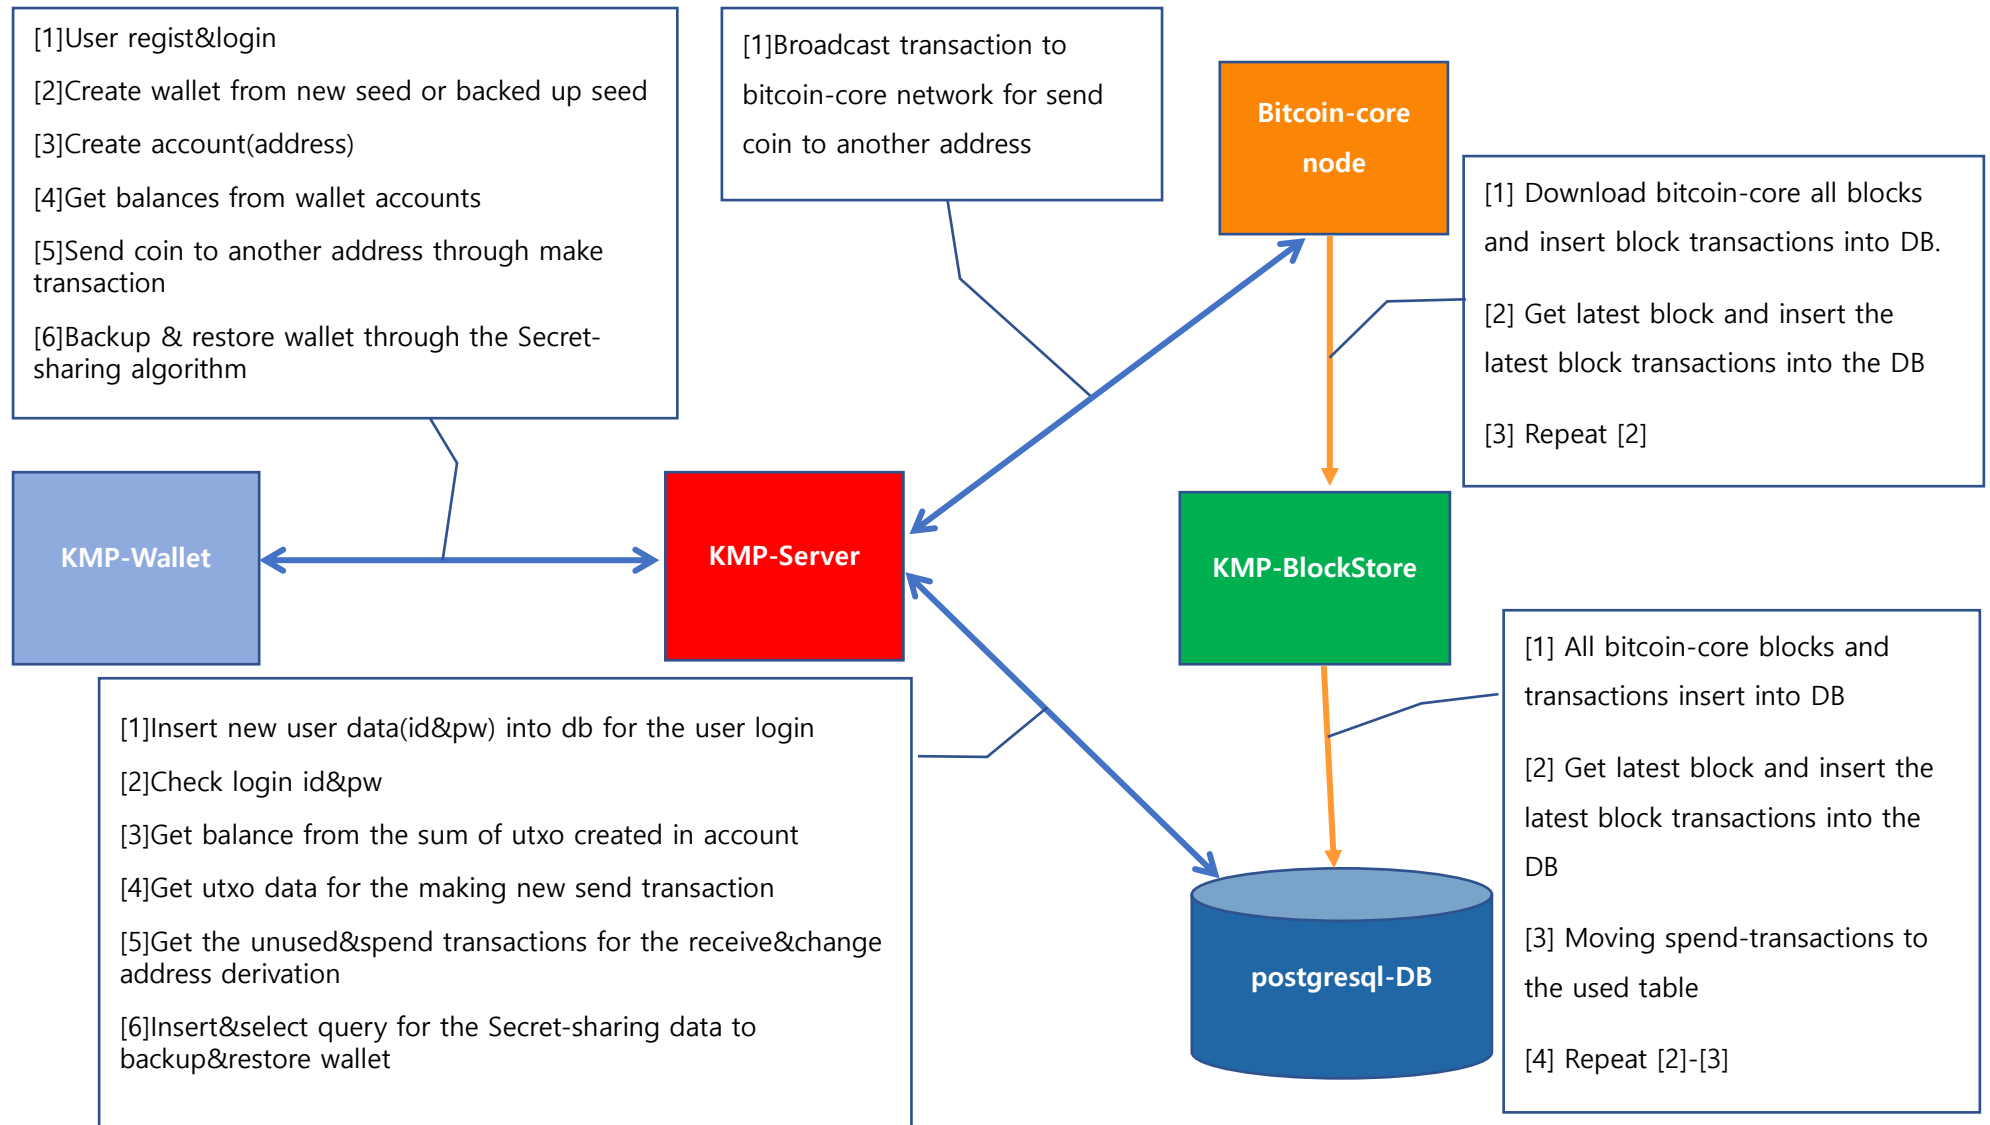 [1]User regist&login
[2]Create wallet from new seed or backed up seed
[3]Create account(address)
[4]Get balances from wallet accounts
[5]Send coin to another address through make
transaction
[6]Backup & restore wallet through the Secret-
sharing algorithm
[1]Broadcast transaction to
bitcoin-core network for send
coin to another address
Bitcoin-core
node
[1] Download bitcoin-core all blocks
and insert block transactions into DB.
[2] Get latest block and insert the
latest block transactions into the DB
[3] Repeat [2]
KMP-Wallet
KMP-Server
KMP-BlockStore
[1]Insert new user data(id&pw) into db for the user login
[2]Check login id&pw
[3]Get balance from the sum of utxo created in account
[4]Get utxo data for the making new send transaction
[5]Get the unused&spend transactions for the receive&change
address derivation
[6]Insert&select query for the Secret-sharing data to
backup&restore wallet
postgresql-DB
[1] All bitcoin-core blocks and
transactions insert into DB
[2] Get latest block and insert the
latest block transactions into the
DB
[3] Moving spend-transactions to
the used table
[4] Repeat [2]-[3]